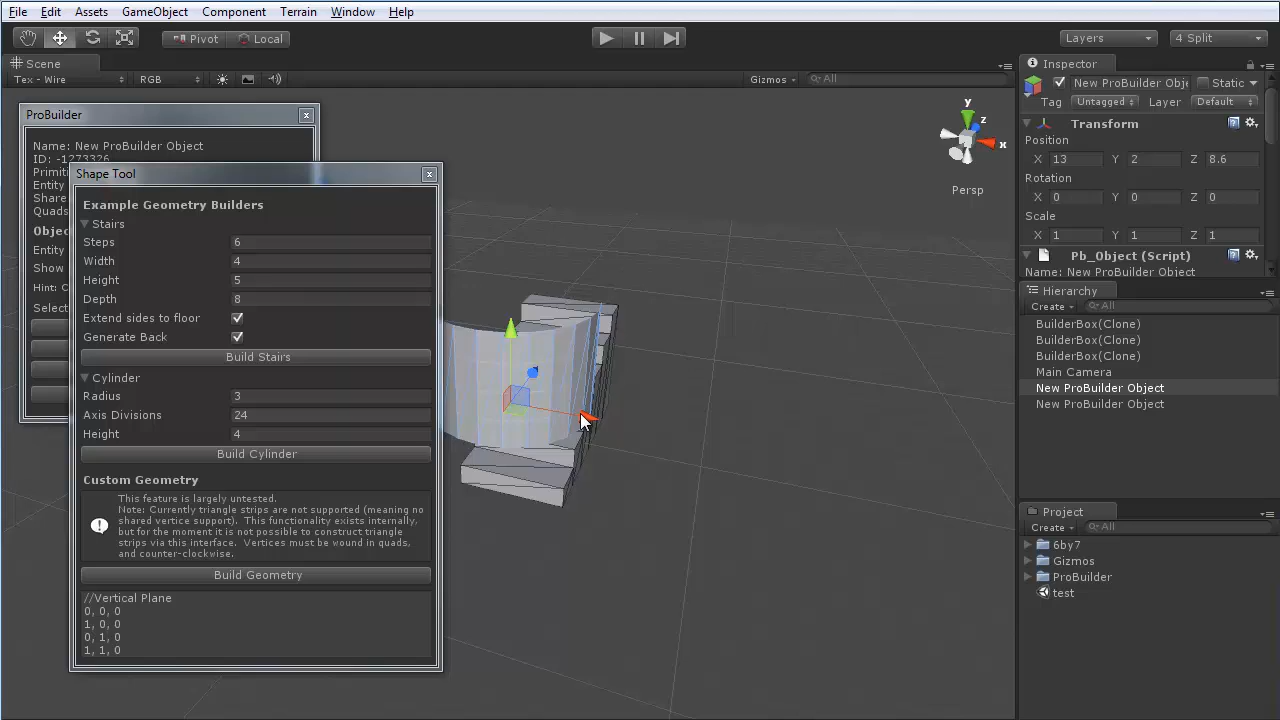 File Edit Assets GameObject Component Terrain Window Help
Pivot Local Layers 4 Split
Scene
Tex - Wire RGB Gizmos All
ProBuilder
Name: New ProBuilder Object
ID: -1273326
Primiti
Entity
Share
Quads
Objec
Entity
Show
Hint: C
Select
Shape Tool
Example Geometry Builders
Stairs
Steps 6
Width 4
Height 5
Depth 8
Extend sides to floor
Generate Back
Build Stairs
Cylinder
Radius 3
Axis Divisions 24
Height 4
Build Cylinder
Custom Geometry
This feature is largely untested.
Note: Currently triangle strips are not supported (meaning no
shared vertice support). This functionality exists internally,
but for the moment it is not possible to construct triangle
strips via this interface. Vertices must be wound in quads,
and counter-clockwise.
Build Geometry
//Vertical Plane
0, 0, 0
1, 0, 0
0, 1, 0
1, 1, 0
y
z
x
Persp
Inspector
New ProBuilder Obje Static
Tag Untagged Layer Default
Transform
Position
X 13 Y 2 Z 8.6
Rotation
X 0 Y 0 Z 0
Scale
X 1 Y 1 Z 1
Pb_Object (Script)
Name: New ProBuilder Object
Hierarchy
Create All
BuilderBox(Clone)
BuilderBox(Clone)
BuilderBox(Clone)
Main Camera
New ProBuilder Object
New ProBuilder Object
Project
Create All
6by7
Gizmos
ProBuilder
test